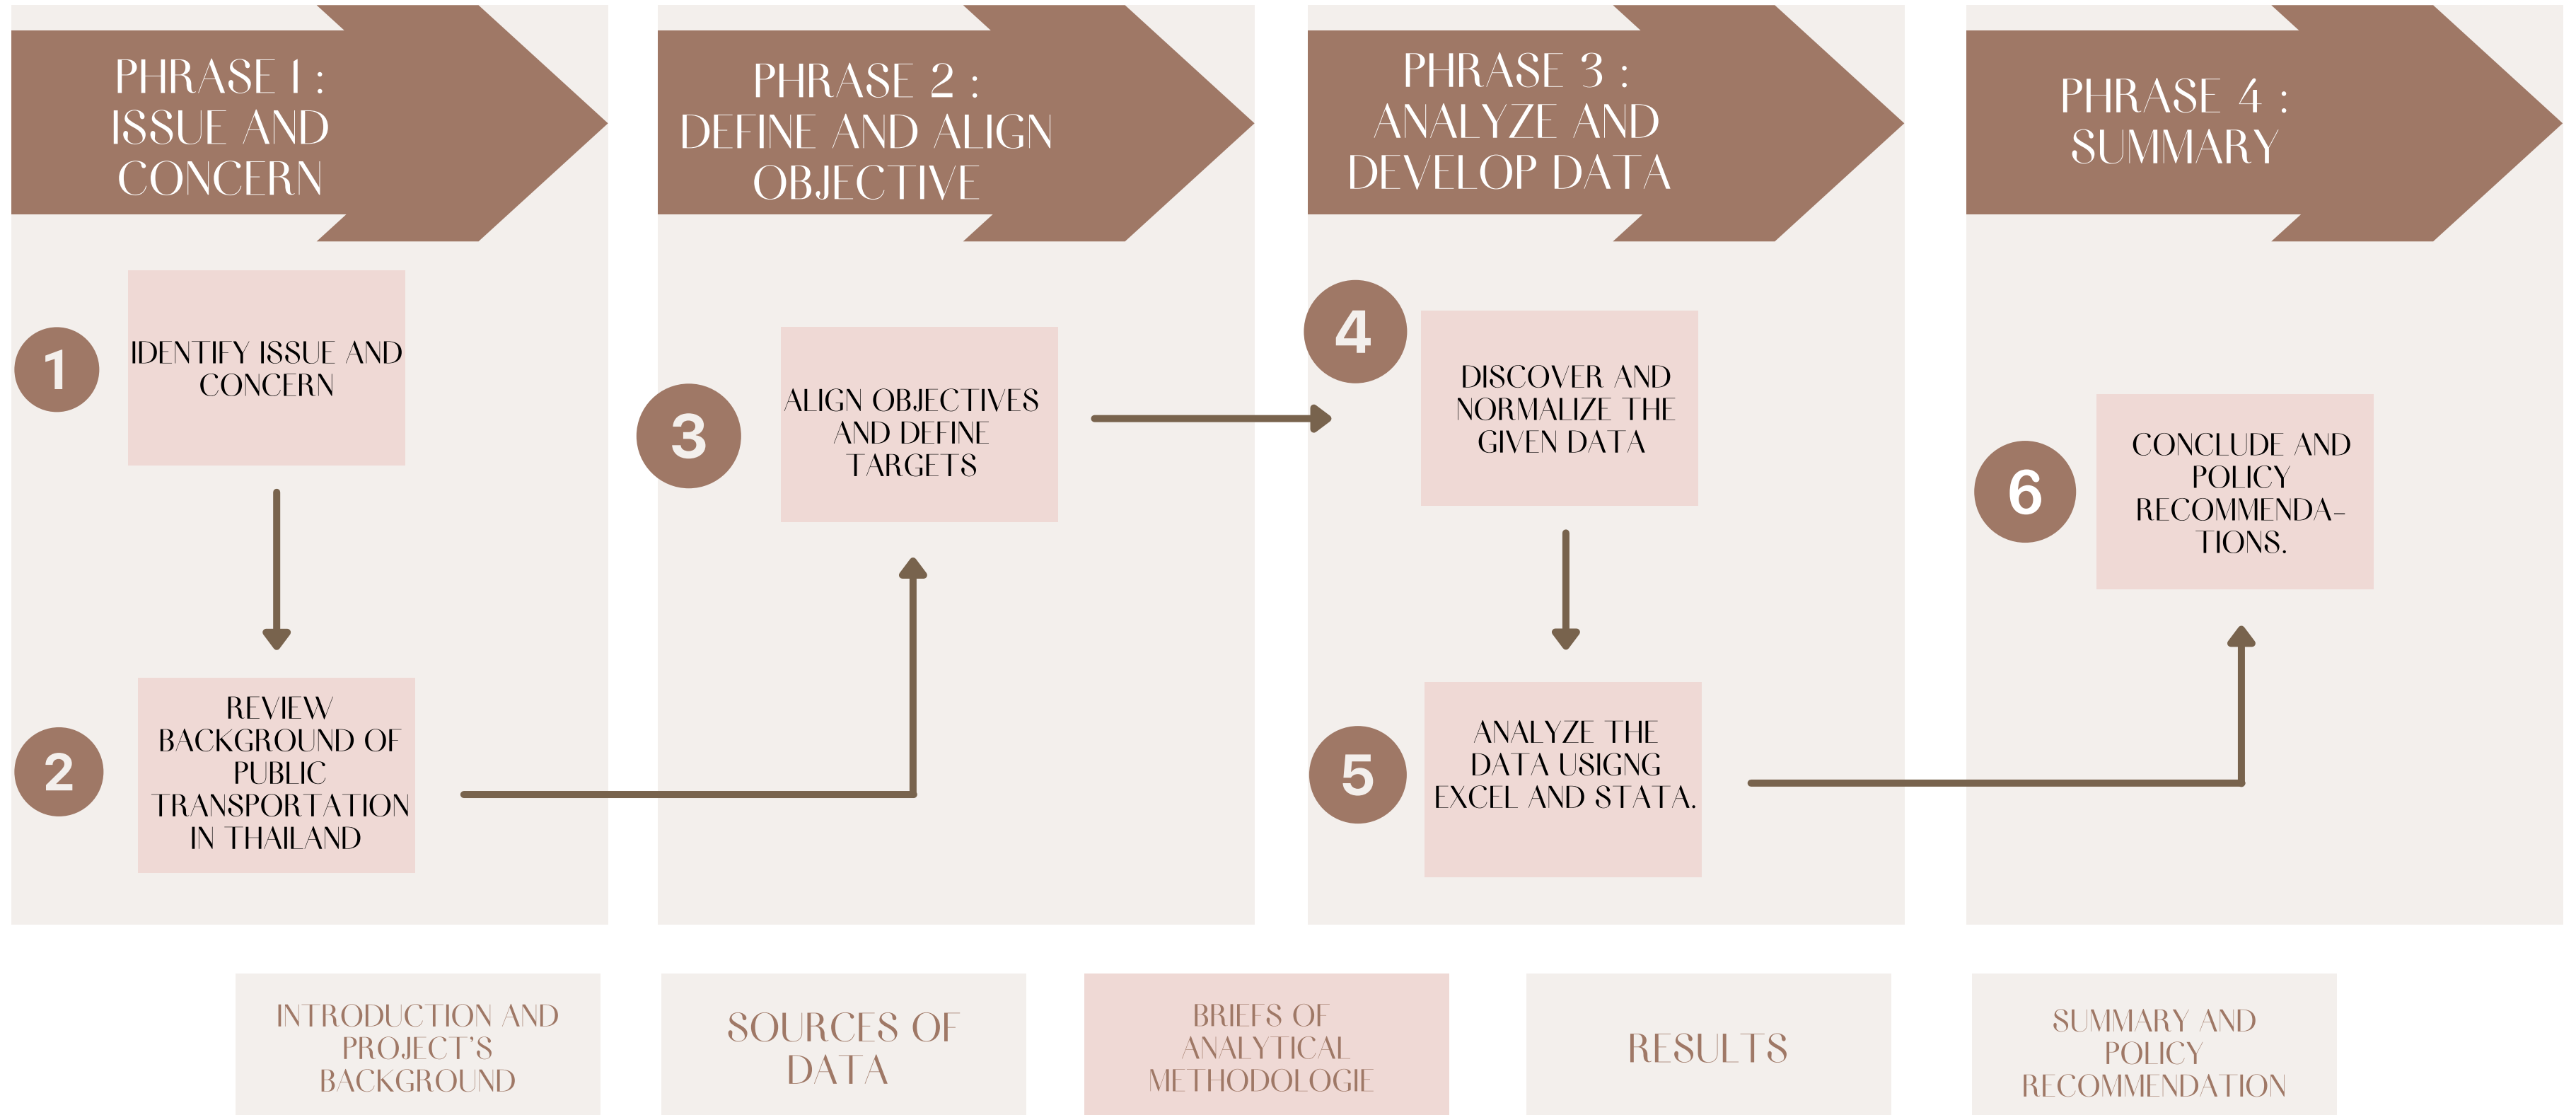 PHRASE 1 :
ISSUE AND
CONCERN
1
IDENTIFY ISSUE AND
CONCERN
2
REVIEW
BACKGROUND OF
PUBLIC
TRANSPORTATION
IN THAILAND
PHRASE 2 :
DEFINE AND ALIGN
OBJECTIVE
3
ALIGN OBJECTIVES
AND DEFINE
TARGETS
PHRASE 3 :
ANALYZE AND
DEVELOP DATA
4
DISCOVER AND
NORMALIZE THE
GIVEN DATA
5
ANALYZE THE
DATA USIGNG
EXCEL AND STATA.
PHRASE 4 :
SUMMARY
6
CONCLUDE AND
POLICY
RECOMMENDA-
TIONS.
INTRODUCTION AND
PROJECT'S
BACKGROUND
SOURCES OF
DATA
BRIEFS OF
ANALYTICAL
METHODOLOGIE
RESULTS
SUMMARY AND
POLICY
RECOMMENDATION